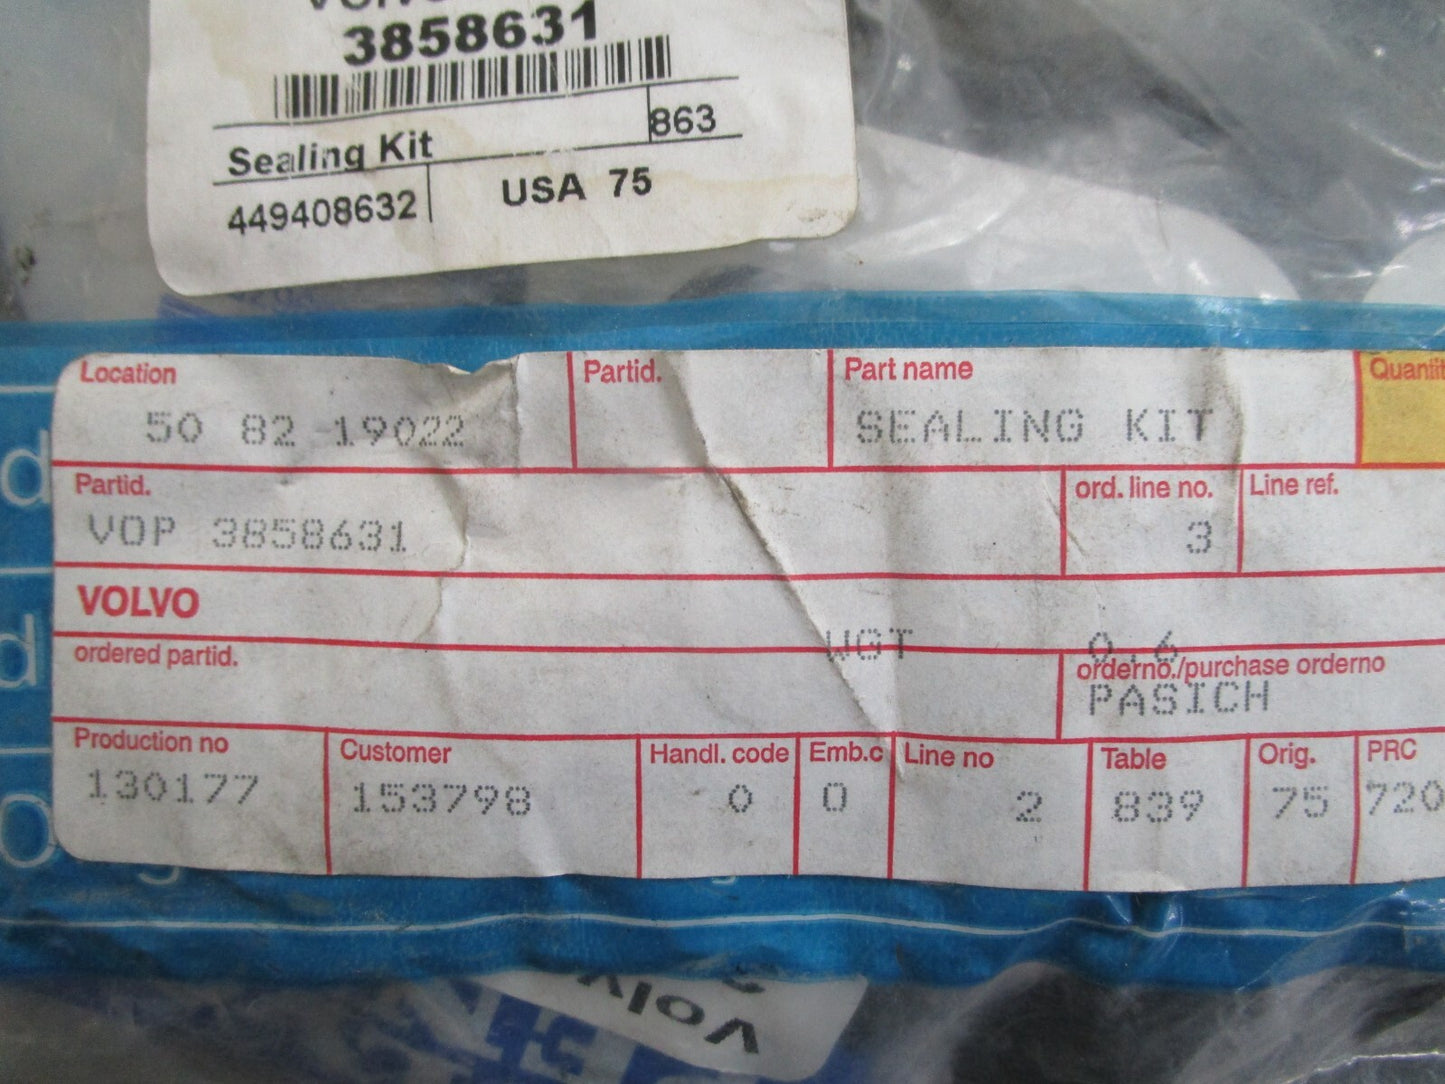 3858631
863
Sealing Kit
449408632 USA 75
Location Partid. Part name
50 82 19022 SEALING KIT
Partid. ord. line no. Line ref.
VOP 3858631 3
VOLVO
WGT 0.6
ordered partid. orderno./purchase orderno
PASICH
Production no Customer Handl. code Emb.c Line no Table Orig. PRC
130177 153798 0 0 2 839 75 720